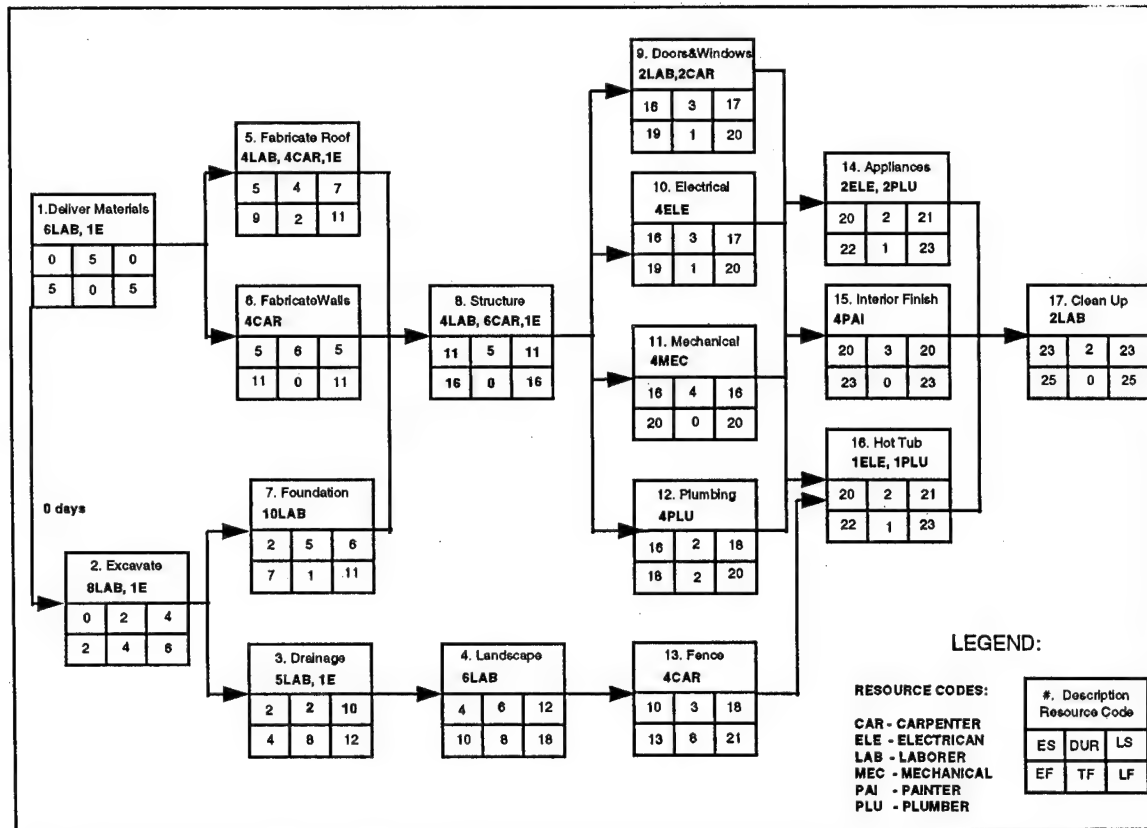 1.Deliver Materials
6LAB, 1E
0 5 0
5 0 5
0 days
2. Excavate
8LAB, 1E
0 2 4
2 4 6
5. Fabricate Roof
4LAB, 4CAR,1E
5 4 7
9 2 11
6. FabricateWalls
4CAR
5 6 5
11 0 11
7. Foundation
10LAB
2 5 6
7 1 11
3. Drainage
5LAB, 1E
2 2 10
4 8 12
8. Structure
4LAB, 6CAR,1E
11 5 11
16 0 16
4. Landscape
6LAB
4 6 12
10 8 18
9. Doors&Windows
2LAB,2CAR
16 3 17
19 1 20
10. Electrical
4ELE
16 3 17
19 1 20
11. Mechanical
4MEC
16 4 16
20 0 20
12. Plumbing
4PLU
16 2 18
18 2 20
13. Fence
4CAR
10 3 18
13 8 21
14. Appliances
2ELE, 2PLU
20 2 21
22 1 23
15. Interior Finish
4PAI
20 3 20
23 0 23
16. Hot Tub
1ELE, 1PLU
20 2 21
22 1 23
17. Clean Up
2LAB
23 2 23
25 0 25
LEGEND:
RESOURCE CODES:
CAR - CARPENTER
ELE - ELECTRICAN
LAB - LABORER
MEC - MECHANICAL
PAI - PAINTER
PLU - PLUMBER
#. Description
Resource Code
ES DUR LS
EF TF LF